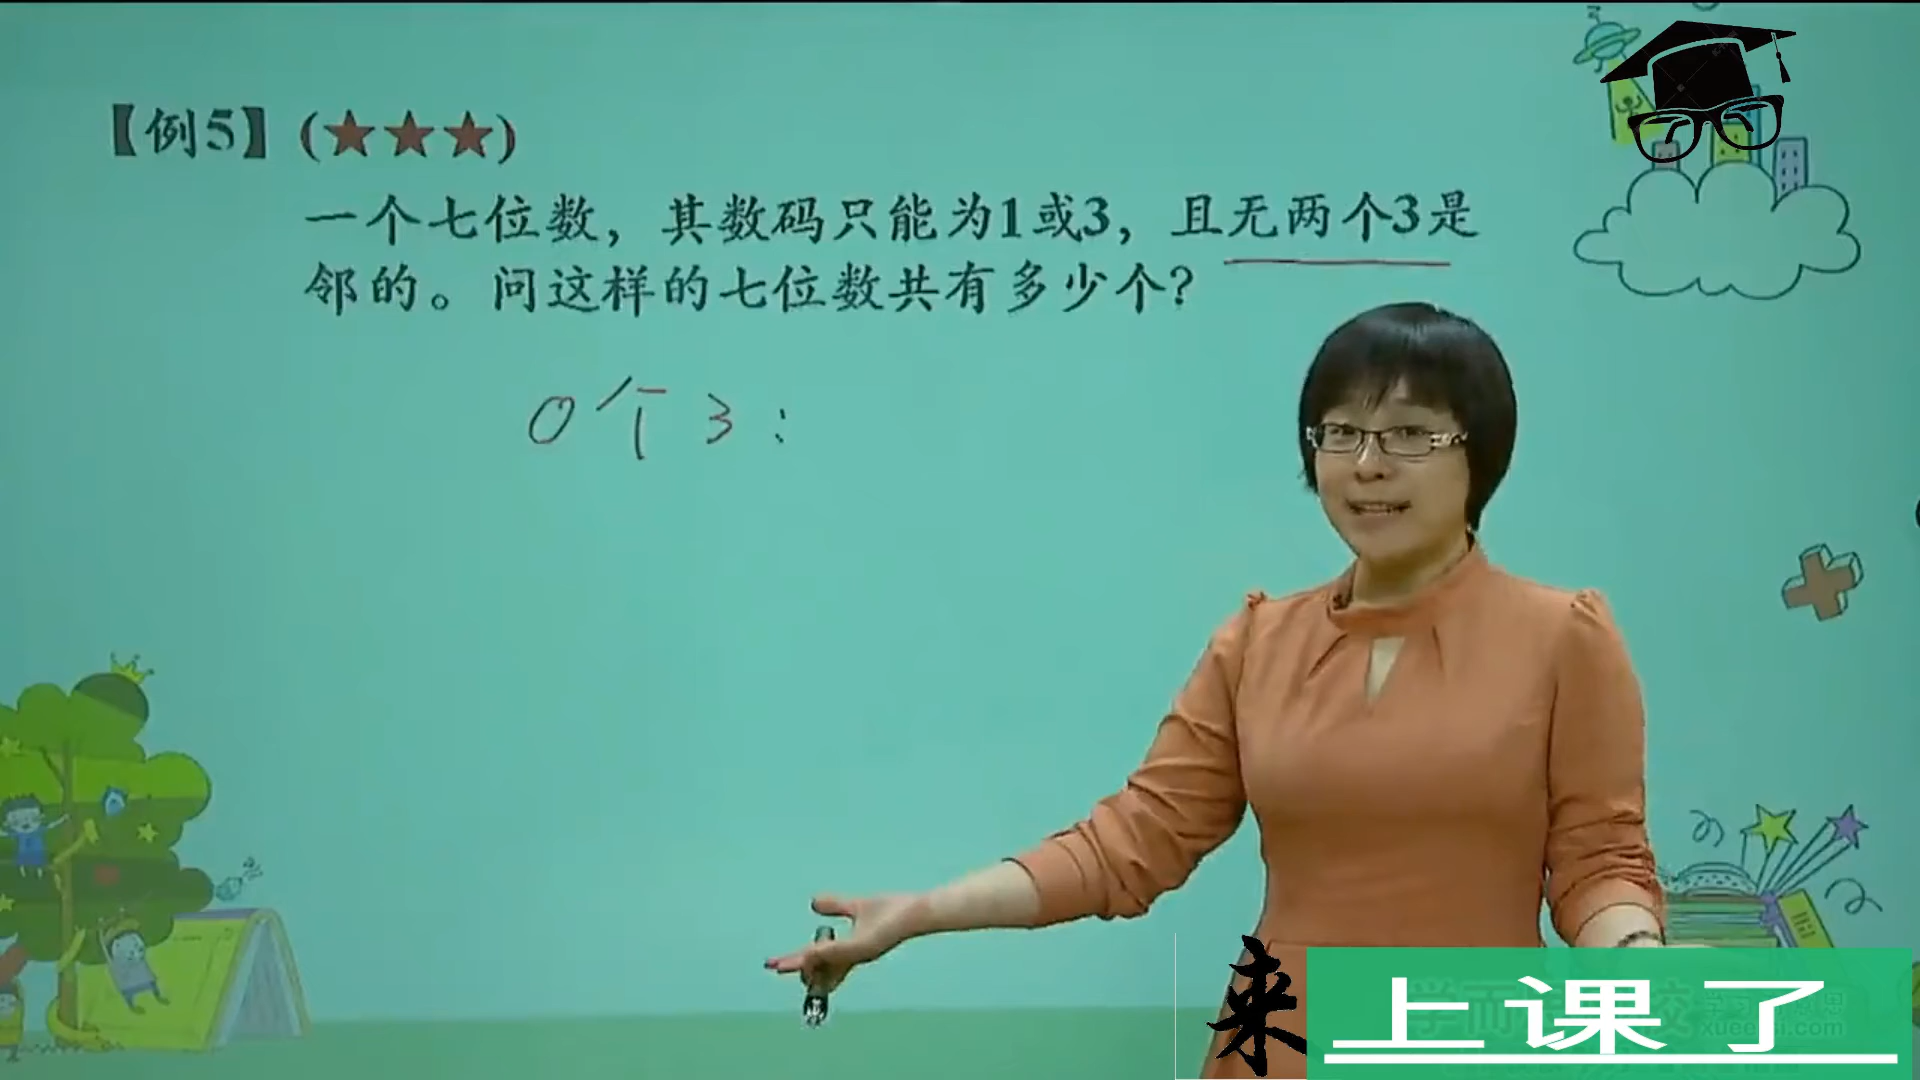 【例5】(★★★)
一个七位数，其数码只能为1或3，且无两个3是
邻的。问这样的七位数共有多少个？
0个3：
来上课了